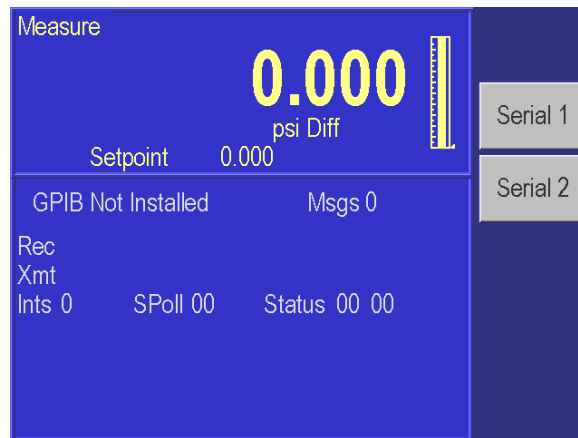 Measure
0.000
psi Diff
Setpoint 0.000
Serial 1
Serial 2
GPIB Not Installed Msgs 0
Rec
Xmt
Ints 0 SPoll 00 Status 00 00